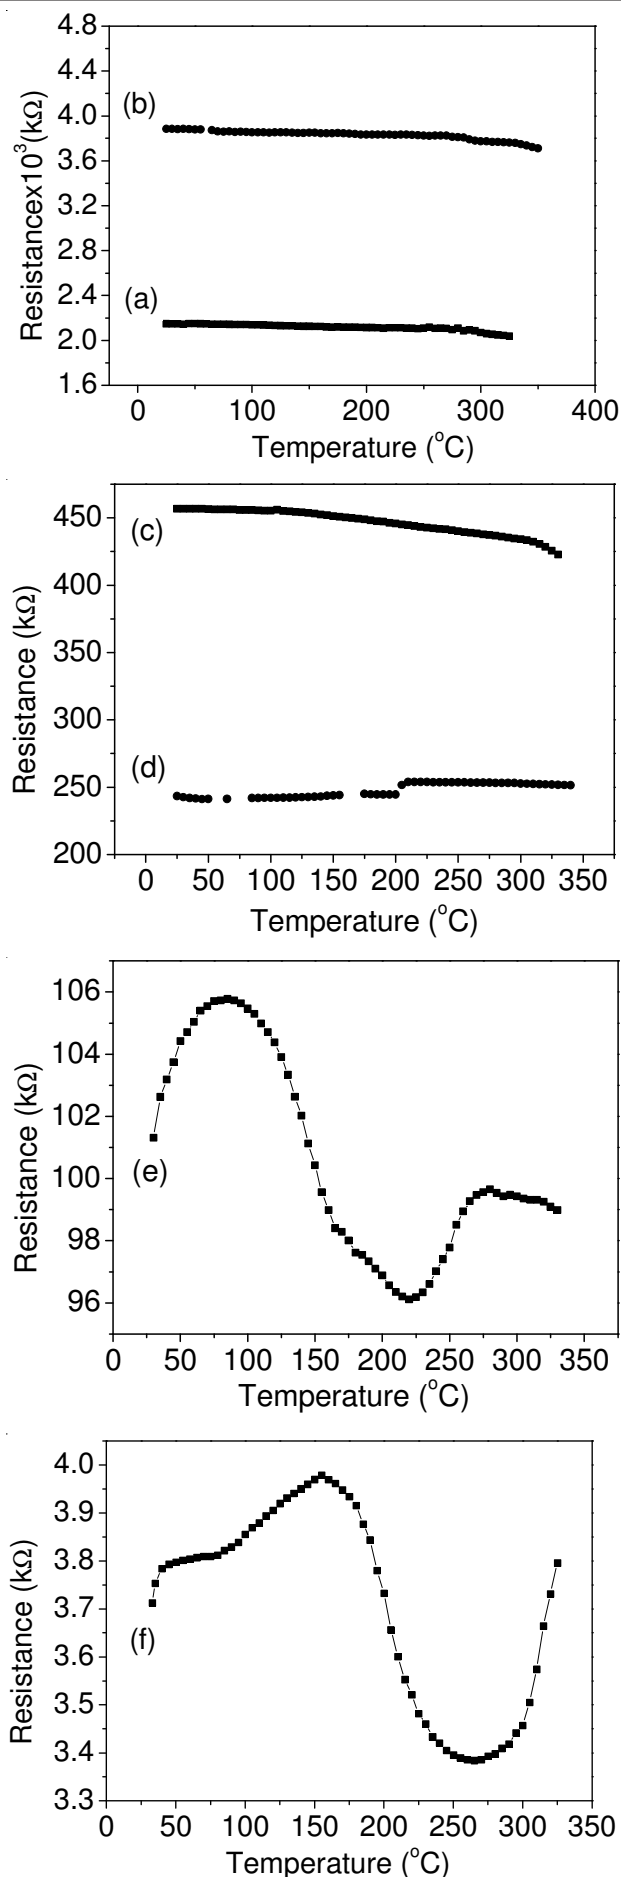 4.8
4.4
4.0
3.6
3.2
2.8
2.4
2.0
1.6
Resistancex10³(kΩ)
(b)
(a)
0 100 200 300 400
Temperature (°C)
450
400
350
300
250
200
Resistance (kΩ)
(c)
(d)
0 50 100 150 200 250 300 350
Temperature (°C)
106
104
102
100
98
96
Resistance (kΩ)
(e)
0 50 100 150 200 250 300 350
Temperature (°C)
4.0
3.9
3.8
3.7
3.6
3.5
3.4
3.3
Resistance (kΩ)
(f)
0 50 100 150 200 250 300 350
Temperature (°C)